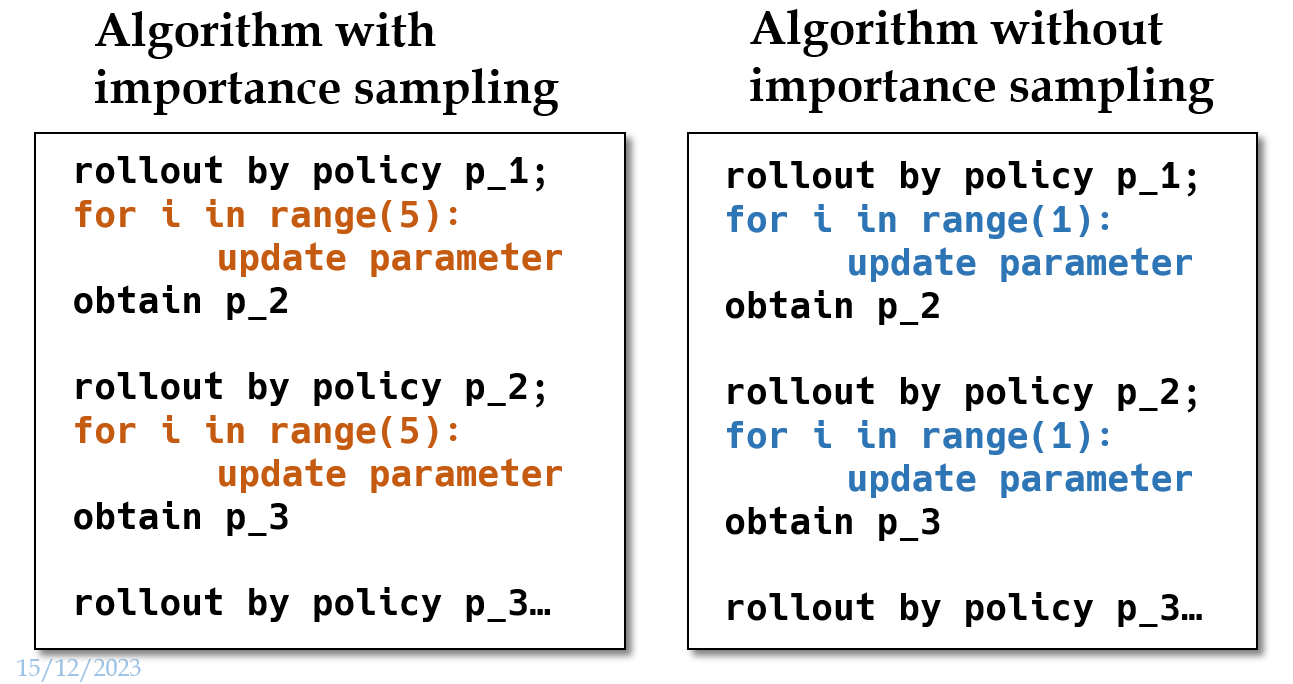 Algorithm with
importance sampling
rollout by policy p_1;
for i in range(5):
update parameter
obtain p_2
rollout by policy p_2;
for i in range(5):
update parameter
obtain p_3
rollout by policy p_3…
Algorithm without
importance sampling
rollout by policy p_1;
for i in range(1):
update parameter
obtain p_2
rollout by policy p_2;
for i in range(1):
update parameter
obtain p_3
rollout by policy p_3…
15/12/2023